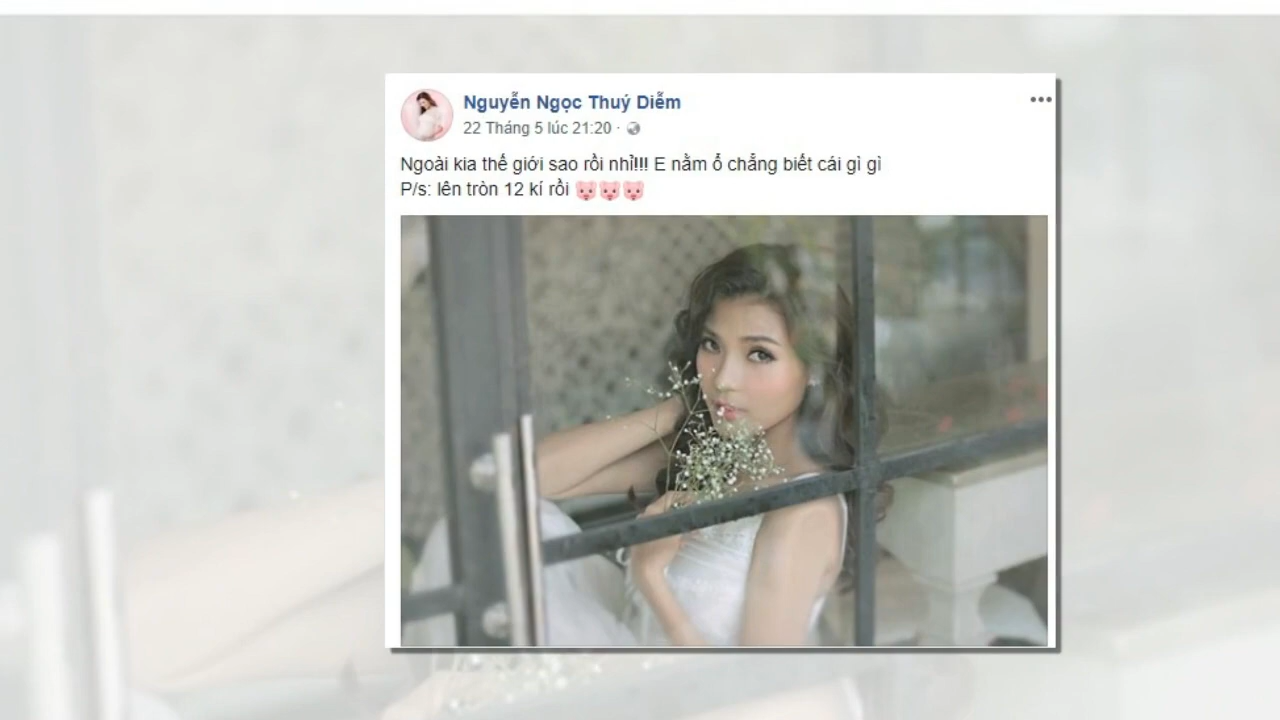 Nguyễn Ngọc Thuý Diễm
22 Tháng 5 lúc 21:20 ·
Ngoài kia thế giới sao rồi nhỉ!!! E nằm ổ chẳng biết cái gì gì
P/s: lên tròn 12 kí rồi 🐷🐷🐷